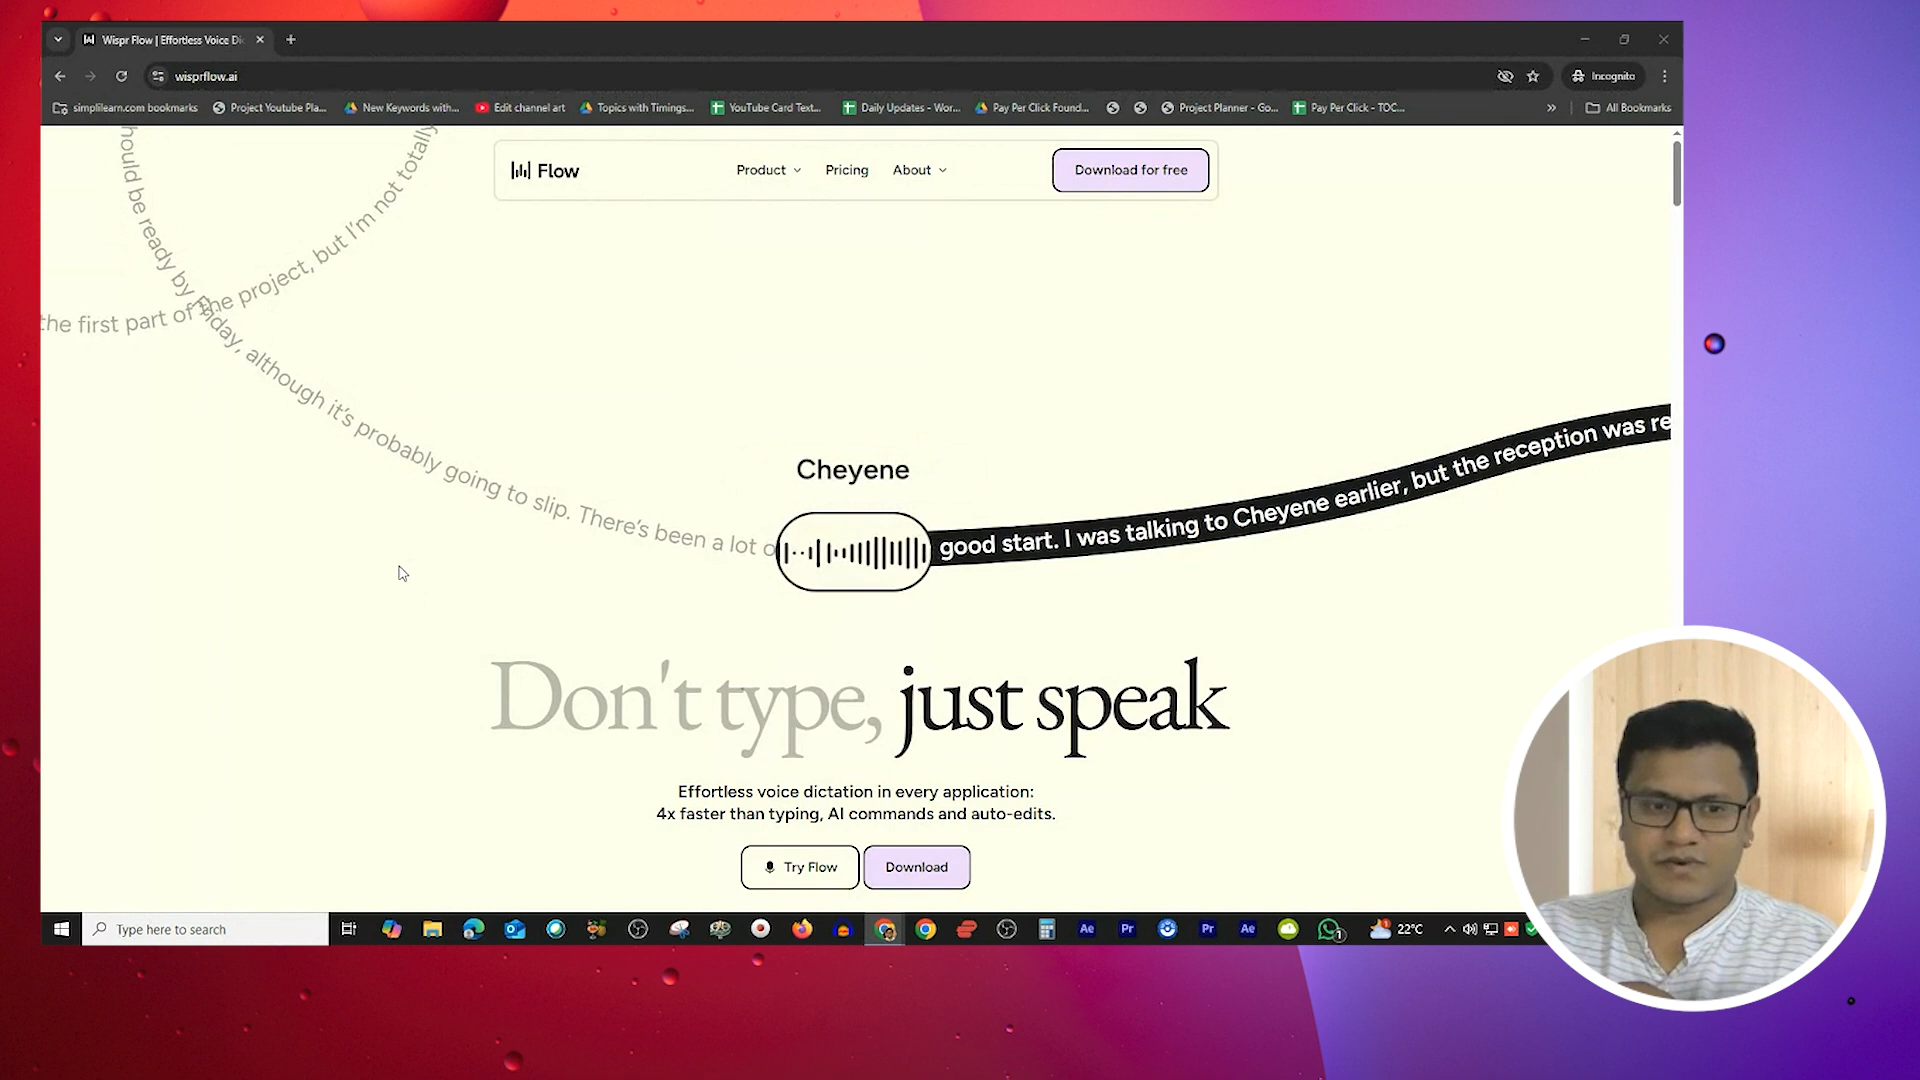 Wispr Flow | Effortless Voice Di
wisprflow.ai
Incognito
simplilearn.com bookmarks
Project Youtube Pla...
New Keywords with...
Edit channel art
Topics with Timings...
YouTube Card Text...
Daily Updates - Wor...
Pay Per Click Found...
Project Planner - Go...
Pay Per Click - TOC...
All Bookmarks
Flow
Product
Pricing
About
Download for free
the first part of the project, but I'm not totally
hould be ready by Friday, although it's probably going to slip. There's been a lot o
Cheyene
good start. I was talking to Cheyene earlier, but the reception was re
Don't type, just speak
Effortless voice dictation in every application:
4x faster than typing, AI commands and auto-edits.
Try Flow
Download
Type here to search
Ae
Pr
Pr
Ae
1
22°C